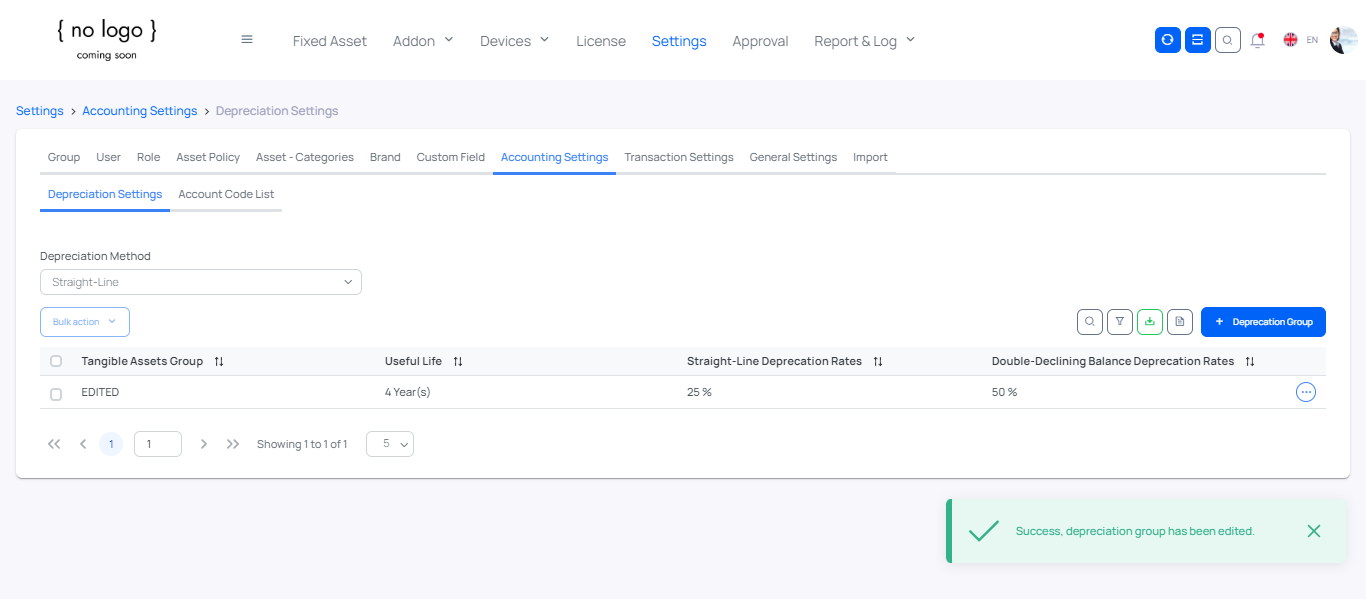 { no logo }
coming soon
Fixed Asset Addon Devices License Settings Approval Report & Log EN
Settings > Accounting Settings > Depreciation Settings
Group User Role Asset Policy Asset - Categories Brand Custom Field Accounting Settings Transaction Settings General Settings Import
Depreciation Settings Account Code List
Depreciation Method
Straight-Line
Bulk action + Deprecation Group
Tangible Assets Group Useful Life Straight-Line Deprecation Rates Double-Declining Balance Deprecation Rates
EDITED 4 Year(s) 25 % 50 %
1 1 Showing 1 to 1 of 1 5
Success, depreciation group has been edited.